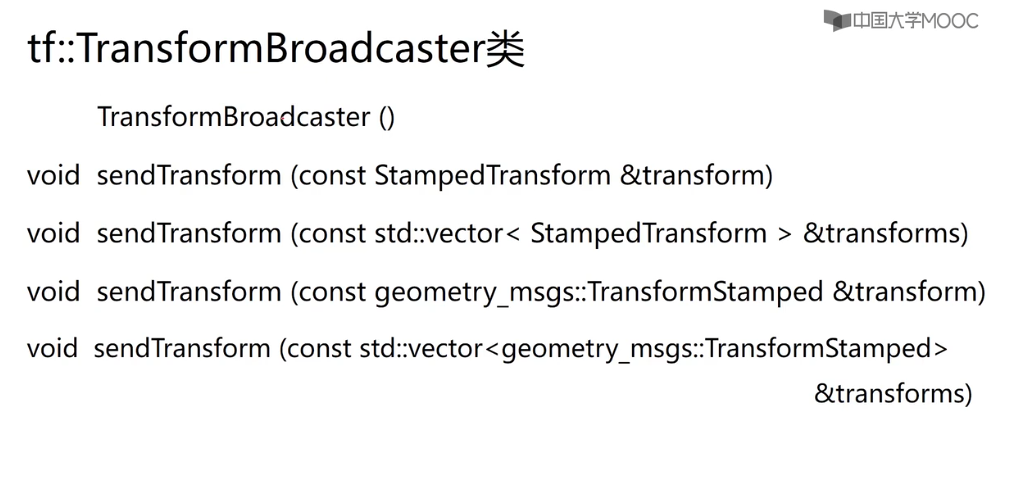 中国大学MOOC
tf::TransformBroadcaster类
TransformBroadcaster ()
void sendTransform (const StampedTransform &transform)
void sendTransform (const std::vector< StampedTransform > &transforms)
void sendTransform (const geometry_msgs::TransformStamped &transform)
void sendTransform (const std::vector<geometry_msgs::TransformStamped>
&transforms)